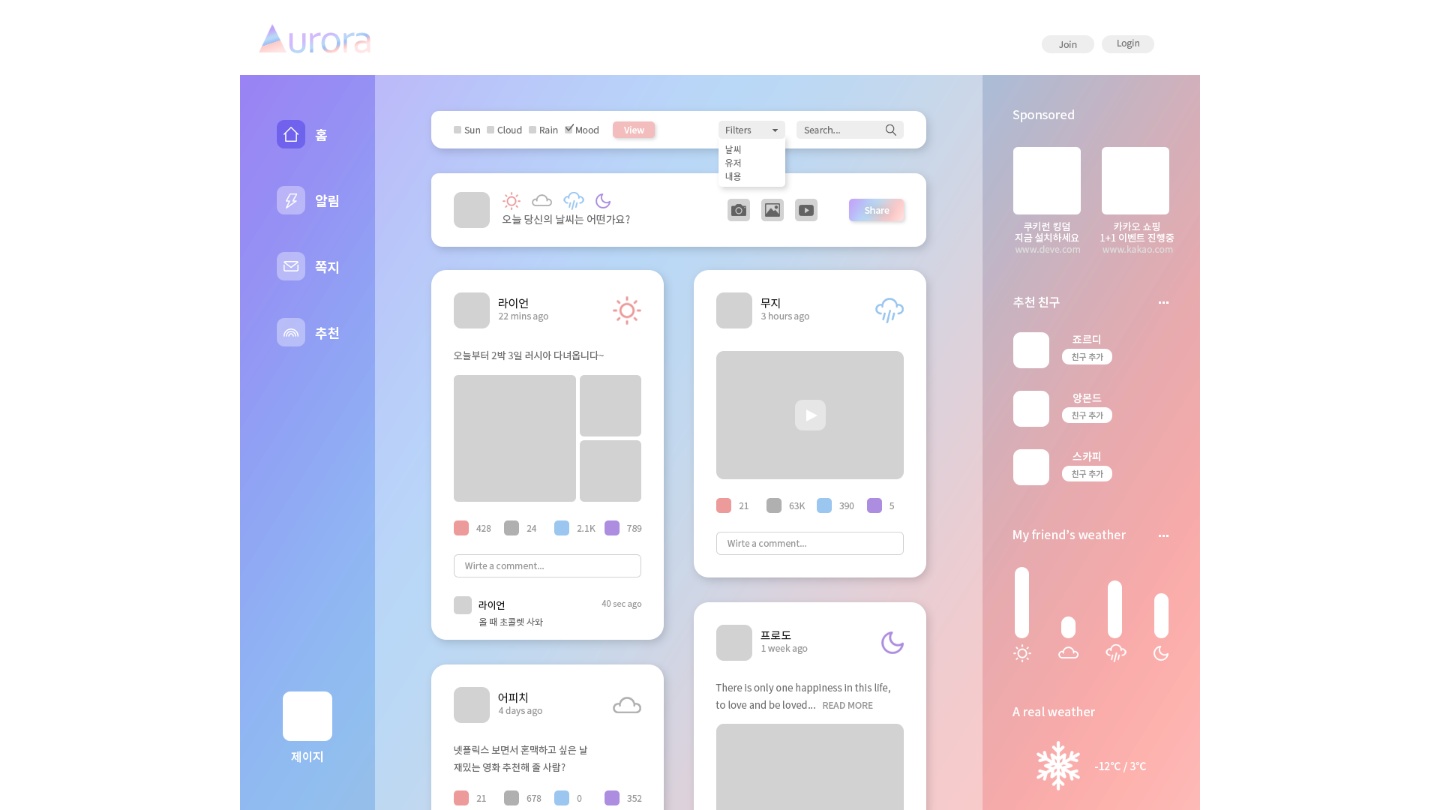 Aurora
Join
Login
홈
알림
쪽지
추천
제이지
Sun
Cloud
Rain
Mood
View
Filters
Search...
날씨
유저
내용
오늘 당신의 날씨는 어떤가요?
Share
라이언
22 mins ago
오늘부터 2박 3일 러시아 다녀옵니다~
428
24
2.1K
789
Wirte a comment...
라이언
40 sec ago
올 때 초콜렛 사와
어피치
4 days ago
넷플릭스 보면서 혼맥하고 싶은 날
재밌는 영화 추천해 줄 사람?
21
678
0
352
무지
3 hours ago
21
63K
390
5
Wirte a comment...
프로도
1 week ago
There is only one happiness in this life,
to love and be loved... READ MORE
Sponsored
쿠키런 킹덤
지금 설치하세요
www.deve.com
카카오 쇼핑
1+1 이벤트 진행중
www.kakao.com
추천 친구
죠르디
친구 추가
앙몬드
친구 추가
스카피
친구 추가
My friend's weather
A real weather
-12℃ / 3℃